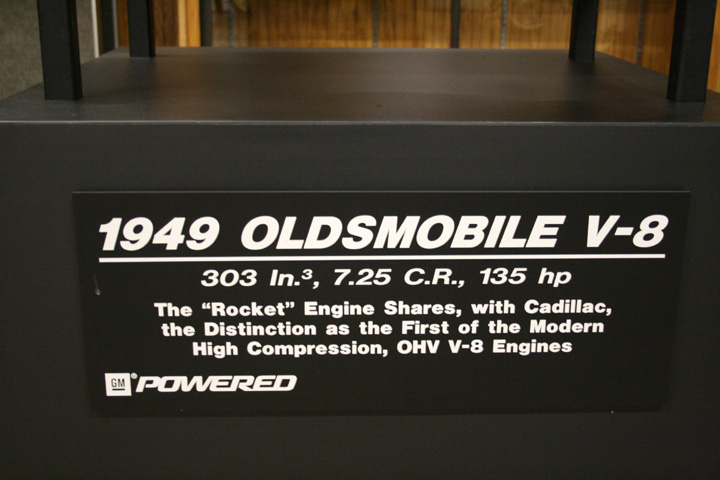 1949 OLDSMOBILE V-8
303 In.³, 7.25 C.R., 135 hp
The “Rocket” Engine Shares, with Cadillac,
the Distinction as the First of the Modern
High Compression, OHV V-8 Engines
GM® POWERED